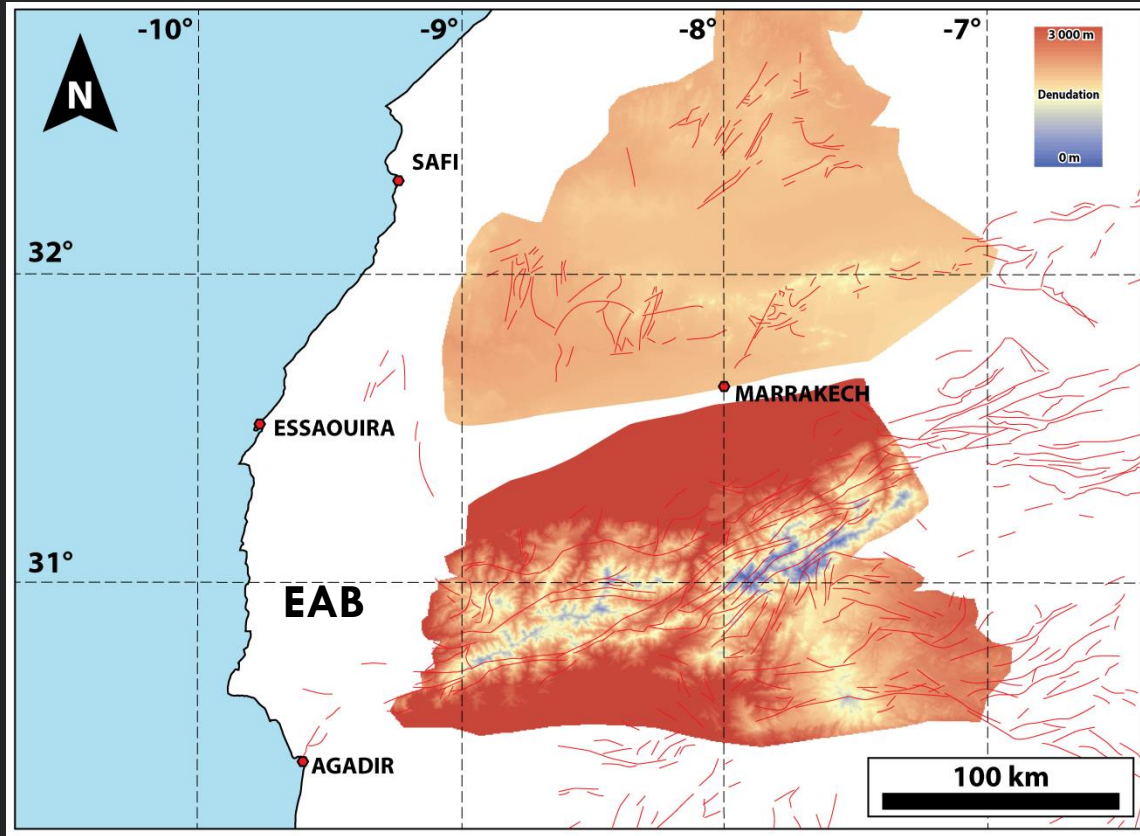 -10°
-9°
-8°
-7°
N
3 000 m
Denudation
0 m
SAFI
32°
MARRAKECH
ESSAOUIRA
31°
EAB
AGADIR
100 km